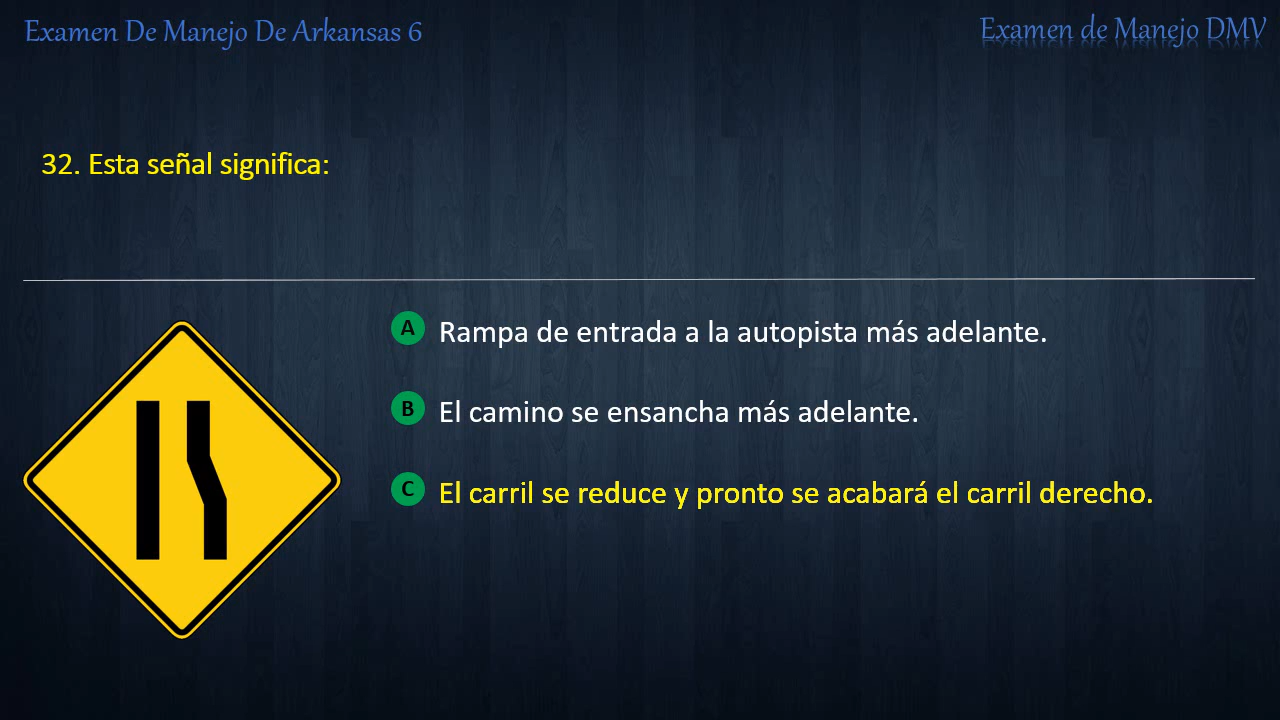 Examen De Manejo De Arkansas 6
Examen de Manejo DMV
32. Esta señal significa:
A Rampa de entrada a la autopista más adelante.
B El camino se ensancha más adelante.
C El carril se reduce y pronto se acabará el carril derecho.